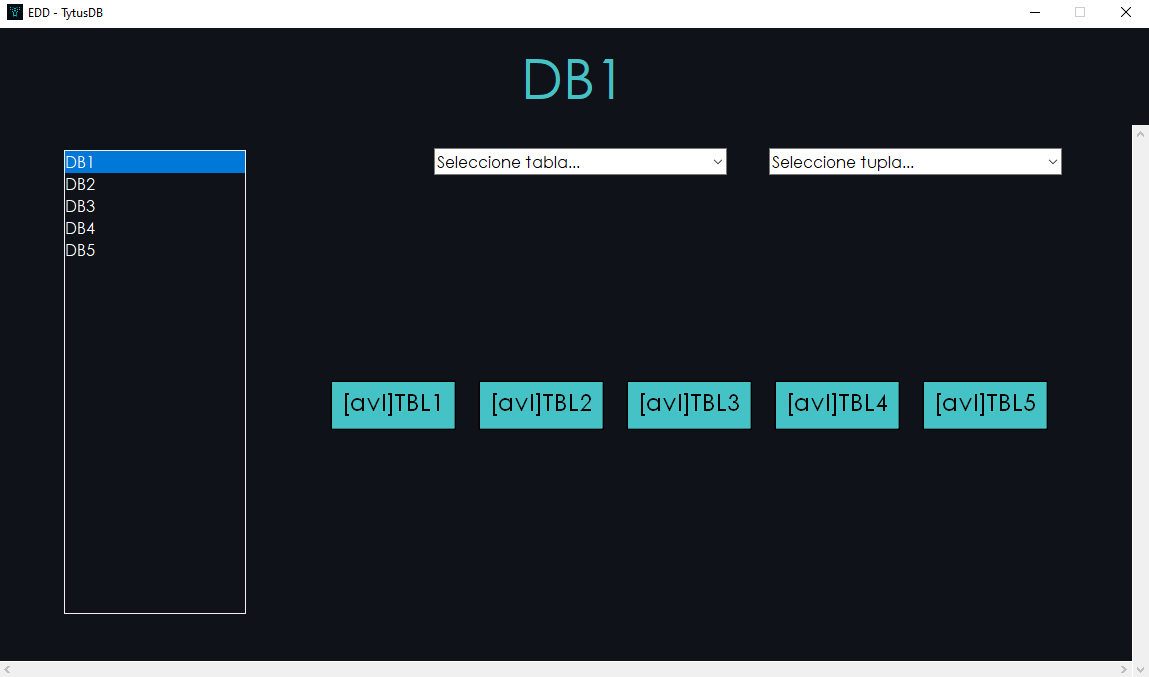 EDD - TytusDB
DB1
DB1
DB2
DB3
DB4
DB5
Seleccione tabla...
Seleccione tupla...
[avl]TBL1
[avl]TBL2
[avl]TBL3
[avl]TBL4
[avl]TBL5